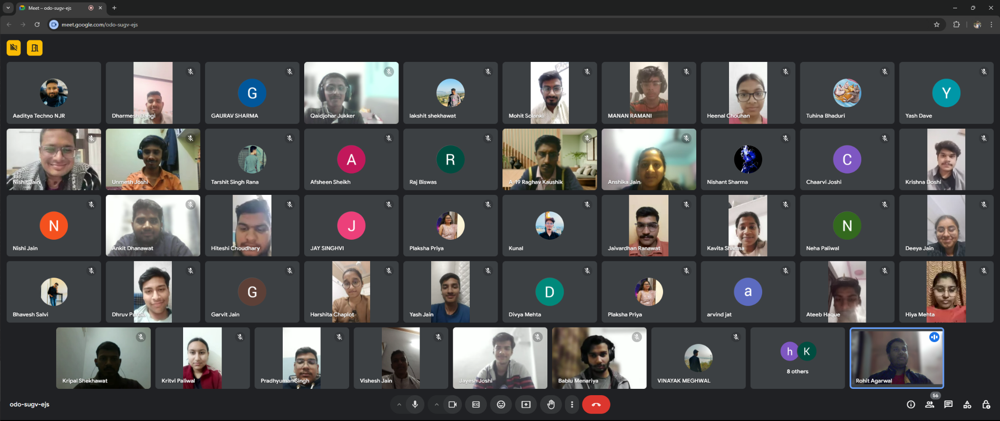 Meet – odo-sugv-ejs
meet.google.com/odo-sugv-ejs
Aaditya Techno NJR
Dharmesh Dangi
G
GAURAV SHARMA
Qaidjohar Jukker
lakshit shekhawat
Mohit Solanki
MANAN RAMANI
Heenal Chouhan
Tuhina Bhaduri
Y
Yash Dave
Nishit Jain
Unmesh Joshi
Tarshit Singh Rana
A
Afsheen Sheikh
R
Raj Biswas
A-19 Raghav Kaushik
Anshika Jain
Nishant Sharma
C
Chaarvi Joshi
Krishna Doshi
N
Nishi Jain
Ankit Dhanawat
Hiteshi Choudhary
J
JAY SINGHVI
Plaksha Priya
Kunal
Jaivardhan Ranawat
Kavita Sharma
N
Neha Paliwal
Deeya Jain
Bhavesh Salvi
Dhruv Purbia
G
Garvit Jain
Harshita Chaplot
Yash Jain
D
Divya Mehta
Plaksha Priya
a
arvind jat
Ateeb Haque
Hiya Mehta
Kripal Shekhawat
Kritvi Paliwal
Pradhyuman Singh
Vishesh Jain
Jayesh Joshi
Bablu Menariya
VINAYAK MEGHWAL
h K
8 others
Rohit Agarwal
odo-sugv-ejs
56